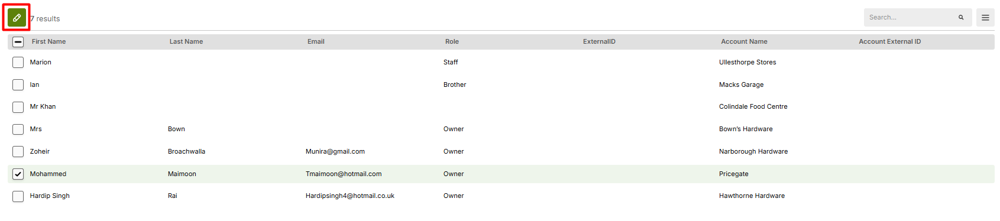 7 results Search...
First Name Last Name Email Role ExternalID Account Name Account External ID
Marion Staff Ullesthorpe Stores
Ian Brother Macks Garage
Mr Khan Colindale Food Centre
Mrs Bown Owner Bown's Hardware
Zoheir Broachwalla Munira@gmail.com Owner Narborough Hardware
Mohammed Maimoon Tmaimoon@hotmail.com Owner Pricegate
Hardip Singh Rai Hardipsingh4@hotmail.co.uk Owner Hawthorne Hardware